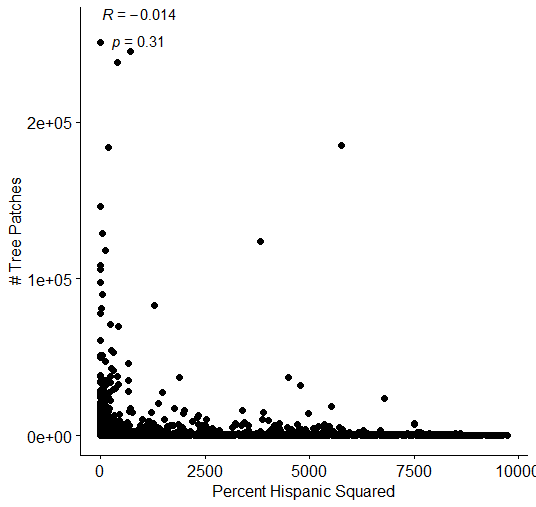 R = −0.014
p = 0.31
2e+05
1e+05
0e+00
# Tree Patches
0
2500
5000
7500
10000
Percent Hispanic Squared